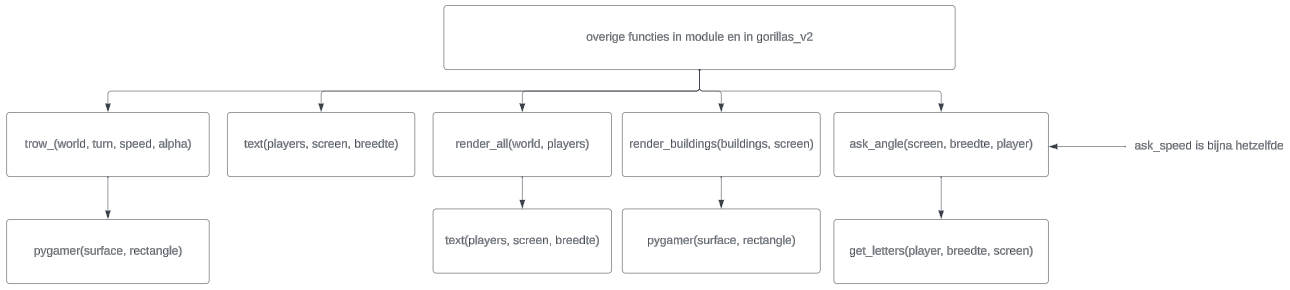 overige functies in module en in gorillas_v2
trow_(world, turn, speed, alpha)
text(players, screen, breedte)
render_all(world, players)
render_buildings(buildings, screen)
ask_angle(screen, breedte, player)
ask_speed is bijna hetzelfde
pygamer(surface, rectangle)
text(players, screen, breedte)
pygamer(surface, rectangle)
get_letters(player, breedte, screen)